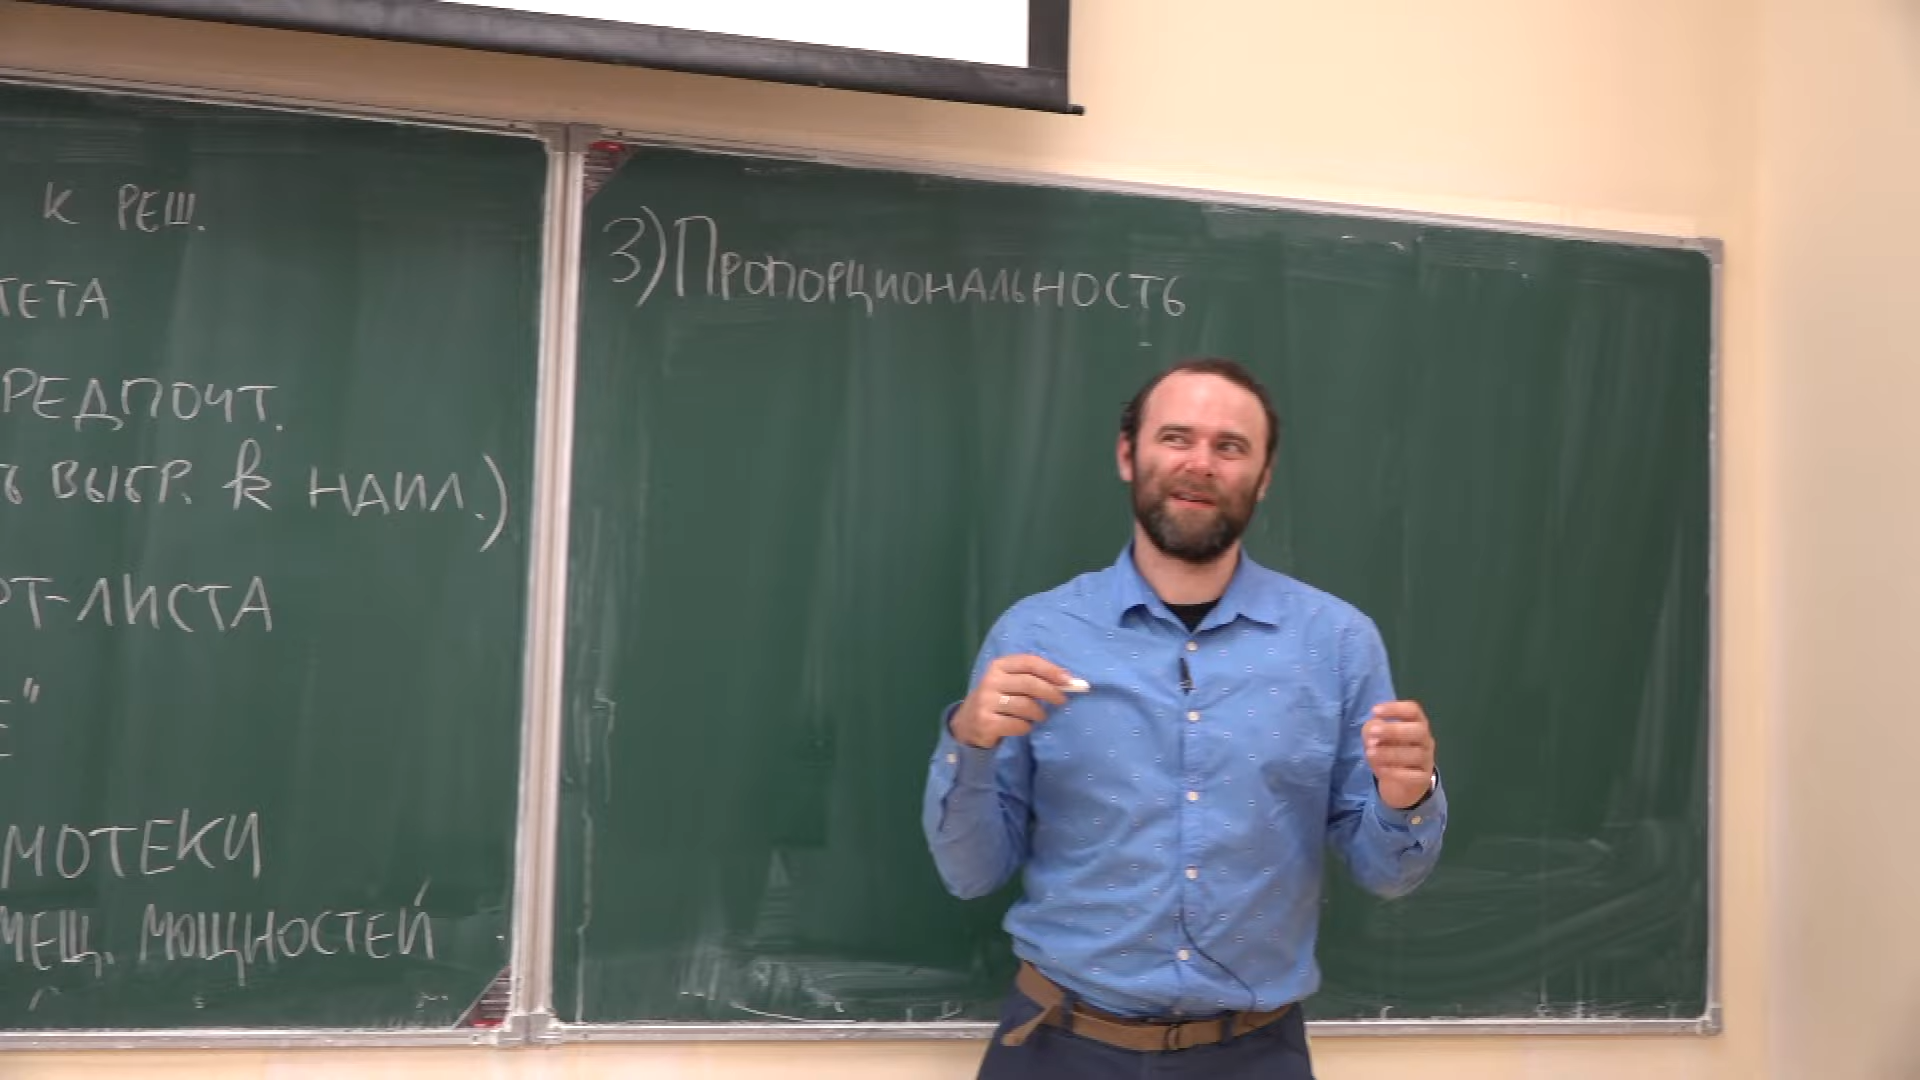 К РЕШ.
ТЕТА
РЕДПОЧТ.
Ь ВЫБР. k НАИЛ.)
РТ-ЛИСТА
Е"
МОТЕКИ
МЕЩ. МОЩНОСТЕЙ
3) ПРОПОРЦИОНАЛЬНОСТЬ